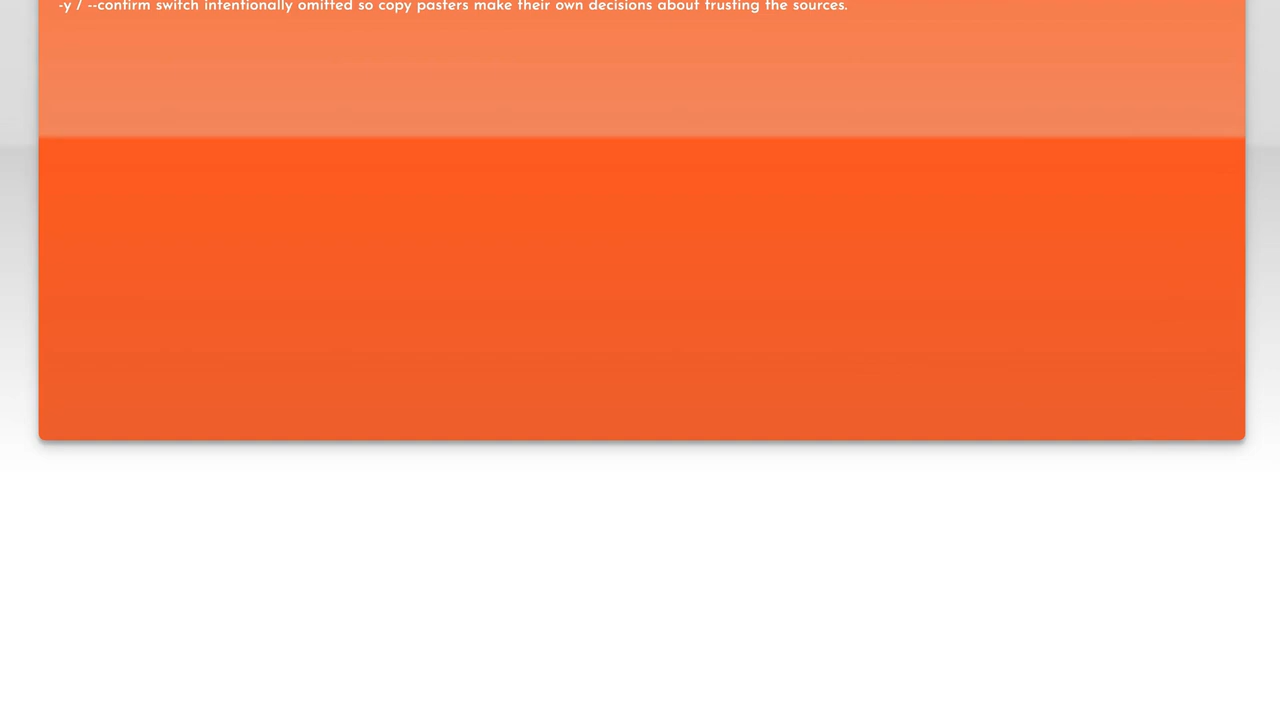 -y / --confirm switch intentionally omitted so copy pasters make their own decisions about trusting the sources.